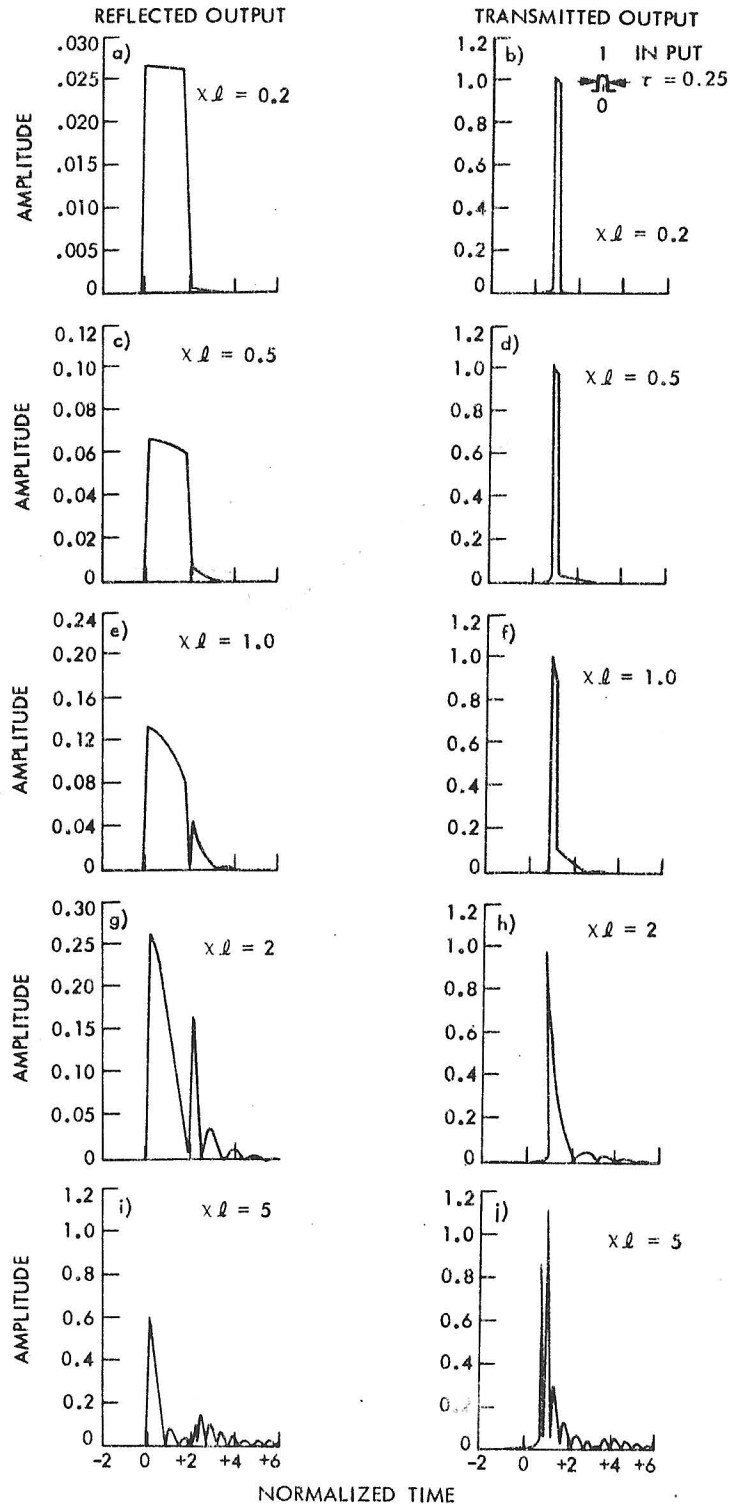 REFLECTED OUTPUT
TRANSMITTED OUTPUT
a)
χℓ = 0.2
.030
.025
.020
.015
.010
.005
0
AMPLITUDE
b)
1 IN PUT
τ = 0.25
0
χℓ = 0.2
1.2
1.0
0.8
0.6
0.4
0.2
0
c)
χℓ = 0.5
0.12
0.10
0.08
0.06
0.04
0.02
0
AMPLITUDE
d)
χℓ = 0.5
1.2
1.0
0.8
0.6
0.4
0.2
0
e)
χℓ = 1.0
0.24
0.20
0.16
0.12
0.08
0.04
0
AMPLITUDE
f)
χℓ = 1.0
1.2
1.0
0.8
0.6
0.4
0.2
0
g)
χℓ = 2
0.30
0.25
0.20
0.15
0.10
0.05
0
AMPLITUDE
h)
χℓ = 2
1.2
1.0
0.8
0.6
0.4
0.2
0
i)
χℓ = 5
1.2
1.0
0.8
0.6
0.4
0.2
0
AMPLITUDE
-2 0 +2 +4 +6
j)
χℓ = 5
1.2
1.0
0.8
0.6
0.4
0.2
0
-2 0 +2 +4 +6
NORMALIZED TIME